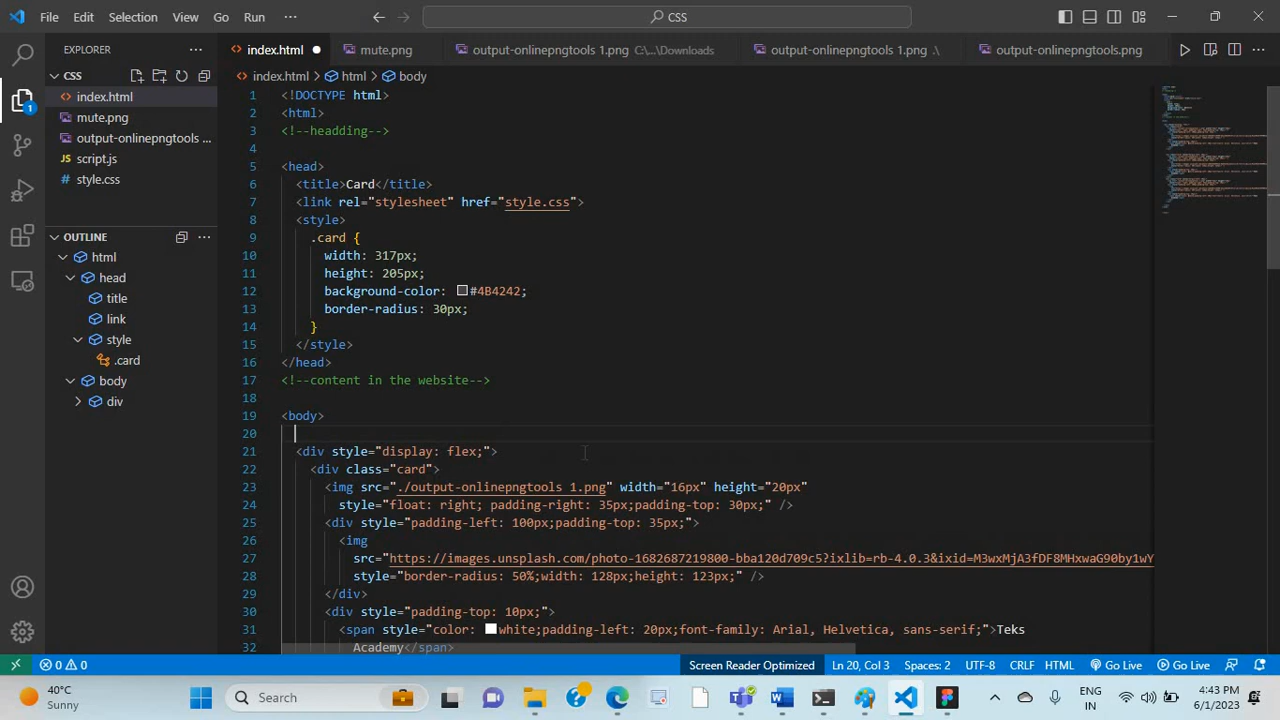 File Edit Selection View Go Run ··· CSS
EXPLORER
index.html mute.png output-onlinepngtools 1.png C:\...\Downloads output-onlinepngtools 1.png .\ output-onlinepngtools.png
CSS
index.html > html > body
index.html
mute.png
output-onlinepngtools ...
script.js
style.css
OUTLINE
html
head
title
link
style
.card
body
div
1 <!DOCTYPE html>
2 <html>
3 <!--headding-->
4
5 <head>
6 <title>Card</title>
7 <link rel="stylesheet" href="style.css">
8 <style>
9 .card {
10 width: 317px;
11 height: 205px;
12 background-color: #4B4242;
13 border-radius: 30px;
14 }
15 </style>
16 </head>
17 <!--content in the website-->
18
19 <body>
20
21 <div style="display: flex;">
22 <div class="card">
23 <img src="./output-onlinepngtools 1.png" width="16px" height="20px"
24 style="float: right; padding-right: 35px;padding-top: 30px;" />
25 <div style="padding-left: 100px;padding-top: 35px;">
26 <img
27 src="https://images.unsplash.com/photo-1682687219800-bba120d709c5?ixlib=rb-4.0.3&ixid=M3wxMjA3fDF8MHxwaG90by1wY
28 style="border-radius: 50%;width: 128px;height: 123px;" />
29 </div>
30 <div style="padding-top: 10px;">
31 <span style="color: white;padding-left: 20px;font-family: Arial, Helvetica, sans-serif;">Teks
32 Academy</span>
1
0 0 Screen Reader Optimized Ln 20, Col 3 Spaces: 2 UTF-8 CRLF HTML Go Live Go Live
40°C
Sunny
Search
ENG
IN
4:43 PM
6/1/2023